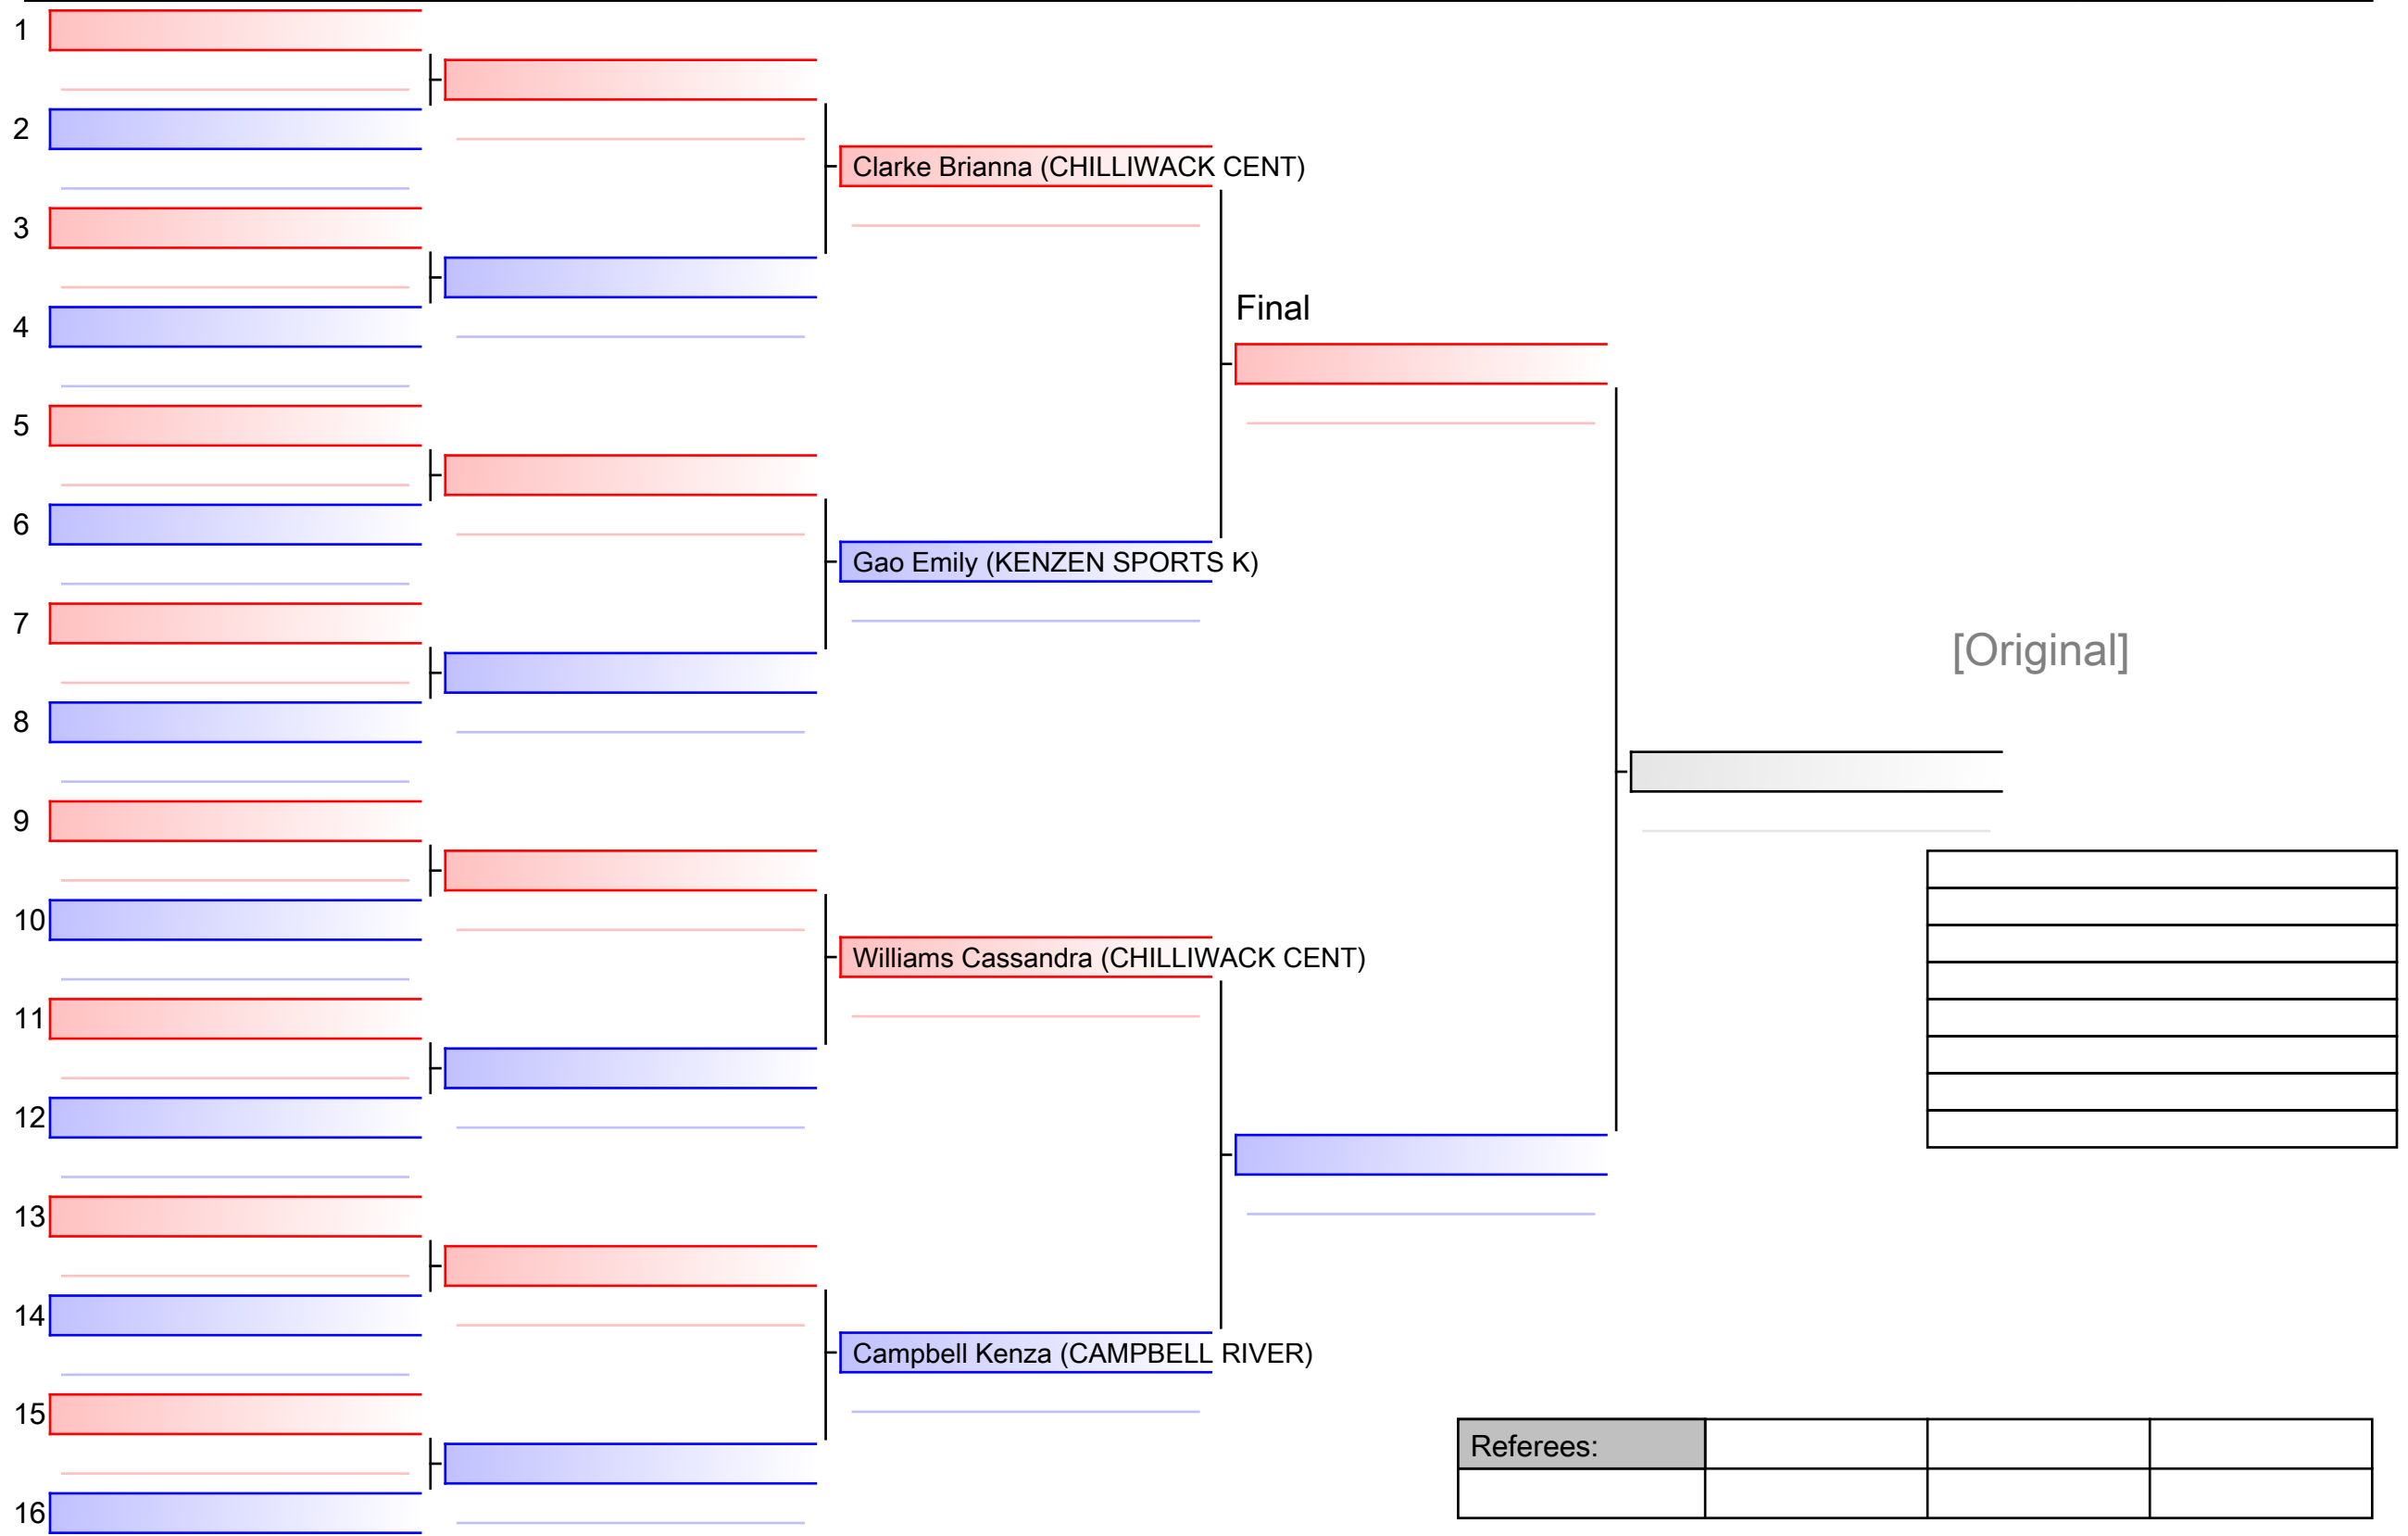 1
2
Clarke Brianna (CHILLIWACK CENT)
3
Final
4
5
6
Gao Emily (KENZEN SPORTS K)
7
[Original]
8
9
10
Williams Cassandra (CHILLIWACK CENT)
11
12
13
14
Campbell Kenza (CAMPBELL RIVER)
15
Referees:
16